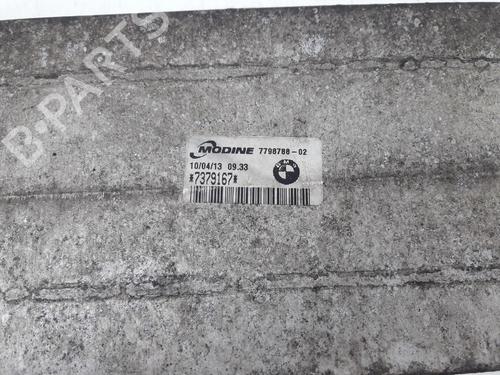 B-PARTS
MODINE 7798788-02
10/04/13 09.33
BMW
*7379167*